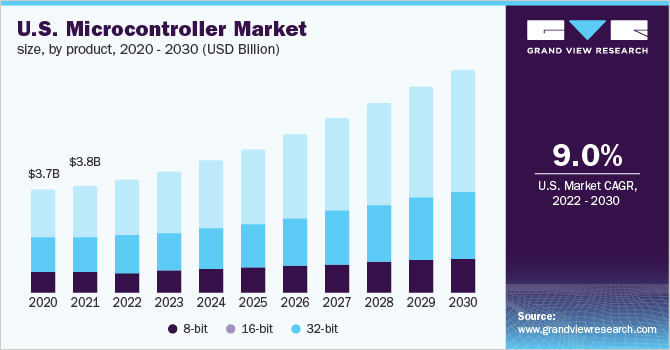 U.S. Microcontroller Market
size, by product, 2020 - 2030 (USD Billion)
$3.7B
$3.8B
2020 2021 2022 2023 2024 2025 2026 2027 2028 2029 2030
8-bit 16-bit 32-bit
GRAND VIEW RESEARCH
9.0%
U.S. Market CAGR,
2022 - 2030
Source:
www.grandviewresearch.com